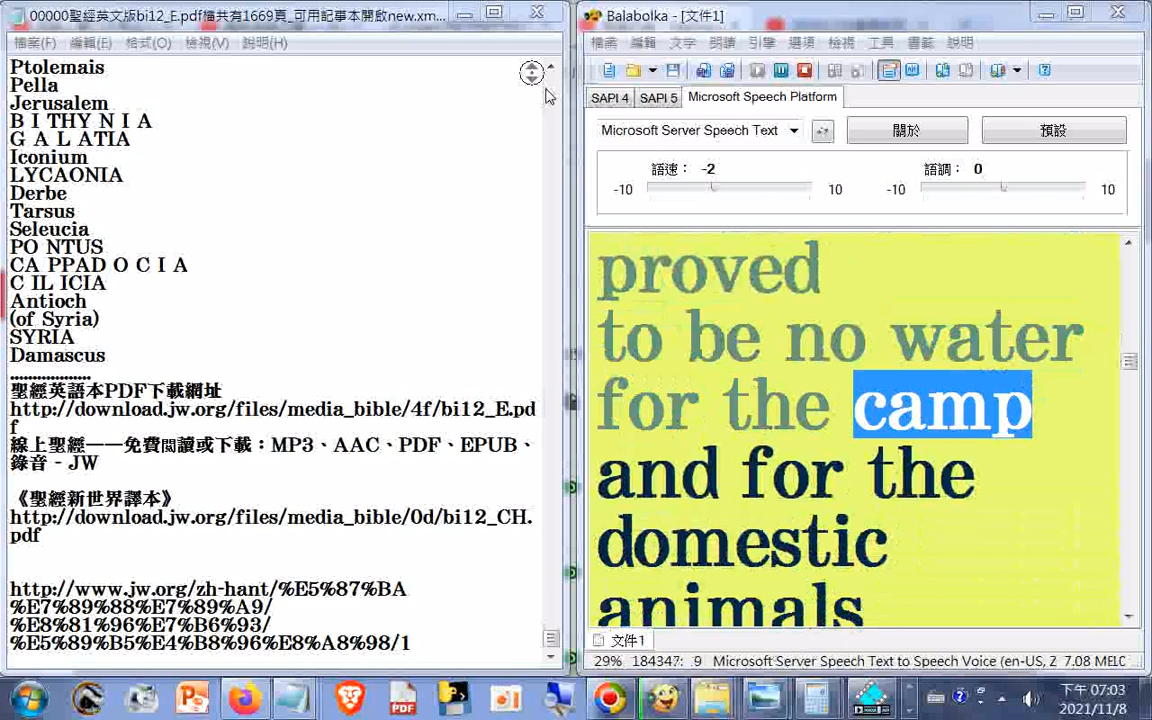 00000聖經英文版bi12_E.pdf檔共有1669頁_可用記事本開啟new.xm...
檔案(F) 編輯(E) 格式(O) 檢視(V) 說明(H)
Ptolemais
Pella
Jerusalem
B I THY N I A
G A L ATIA
Iconium
LYCAONIA
Derbe
Tarsus
Seleucia
PO NTUS
CA PPAD O C I A
C IL ICIA
Antioch
(of Syria)
SYRIA
Damascus
..................
聖經英語本PDF下載網址
http://download.jw.org/files/media_bible/4f/bi12_E.pd
f
線上聖經——免費閱讀或下載：MP3、AAC、PDF、EPUB、
錄音 - JW
《聖經新世界譯本》
http://download.jw.org/files/media_bible/0d/bi12_CH.
pdf
http://www.jw.org/zh-hant/%E5%87%BA
%E7%89%88%E7%89%A9/
%E8%81%96%E7%B6%93/
%E5%89%B5%E4%B8%96%E8%A8%98/1
Balabolka - [文件1]
檔案 編輯 文字 朗讀 引擎 選項 檢視 工具 書籤 說明
SAPI 4 SAPI 5 Microsoft Speech Platform
Microsoft Server Speech Text 關於 預設
語速： -2 語調： 0
-10 10 -10 10
proved
to be no water
for the camp
and for the
domestic
animals
文件1
29% 184347: .9 Microsoft Server Speech Text to Speech Voice (en-US, Z 7.08 MELC
PDF
下午 07:03
2021/11/8